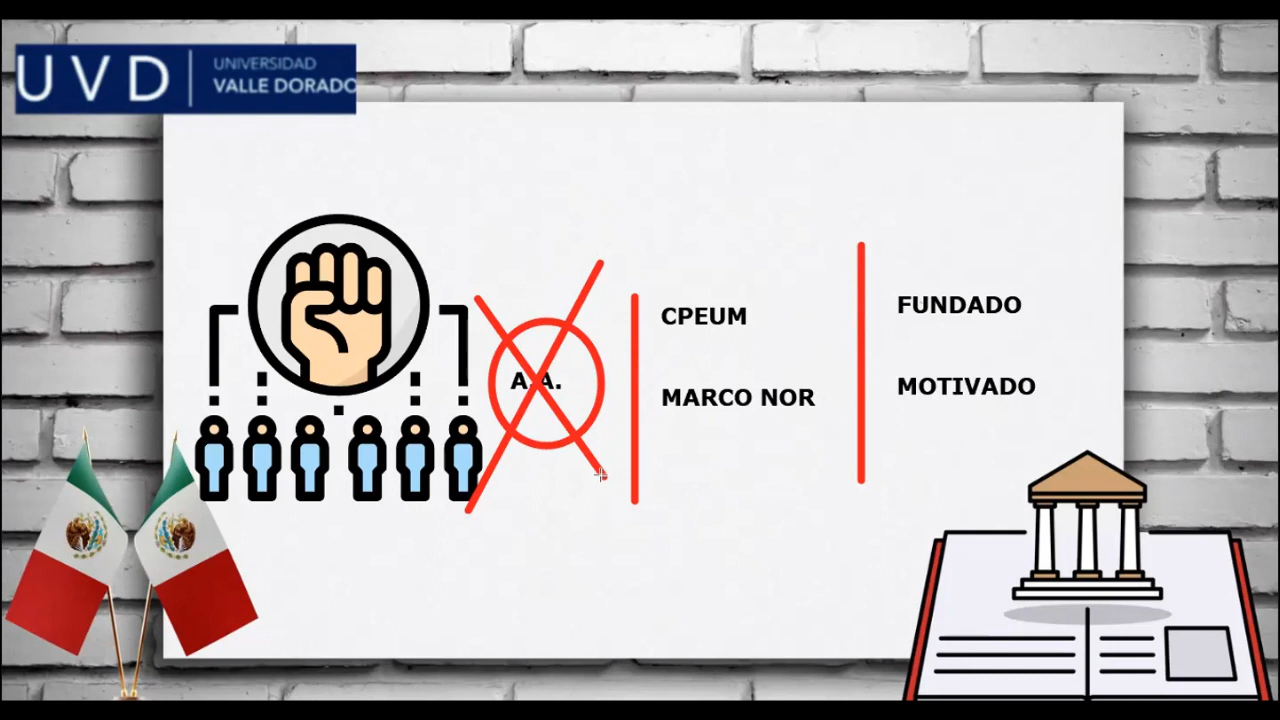 UVD
UNIVERSIDAD
VALLE DORADO
A.A.
CPEUM
MARCO NOR
FUNDADO
MOTIVADO